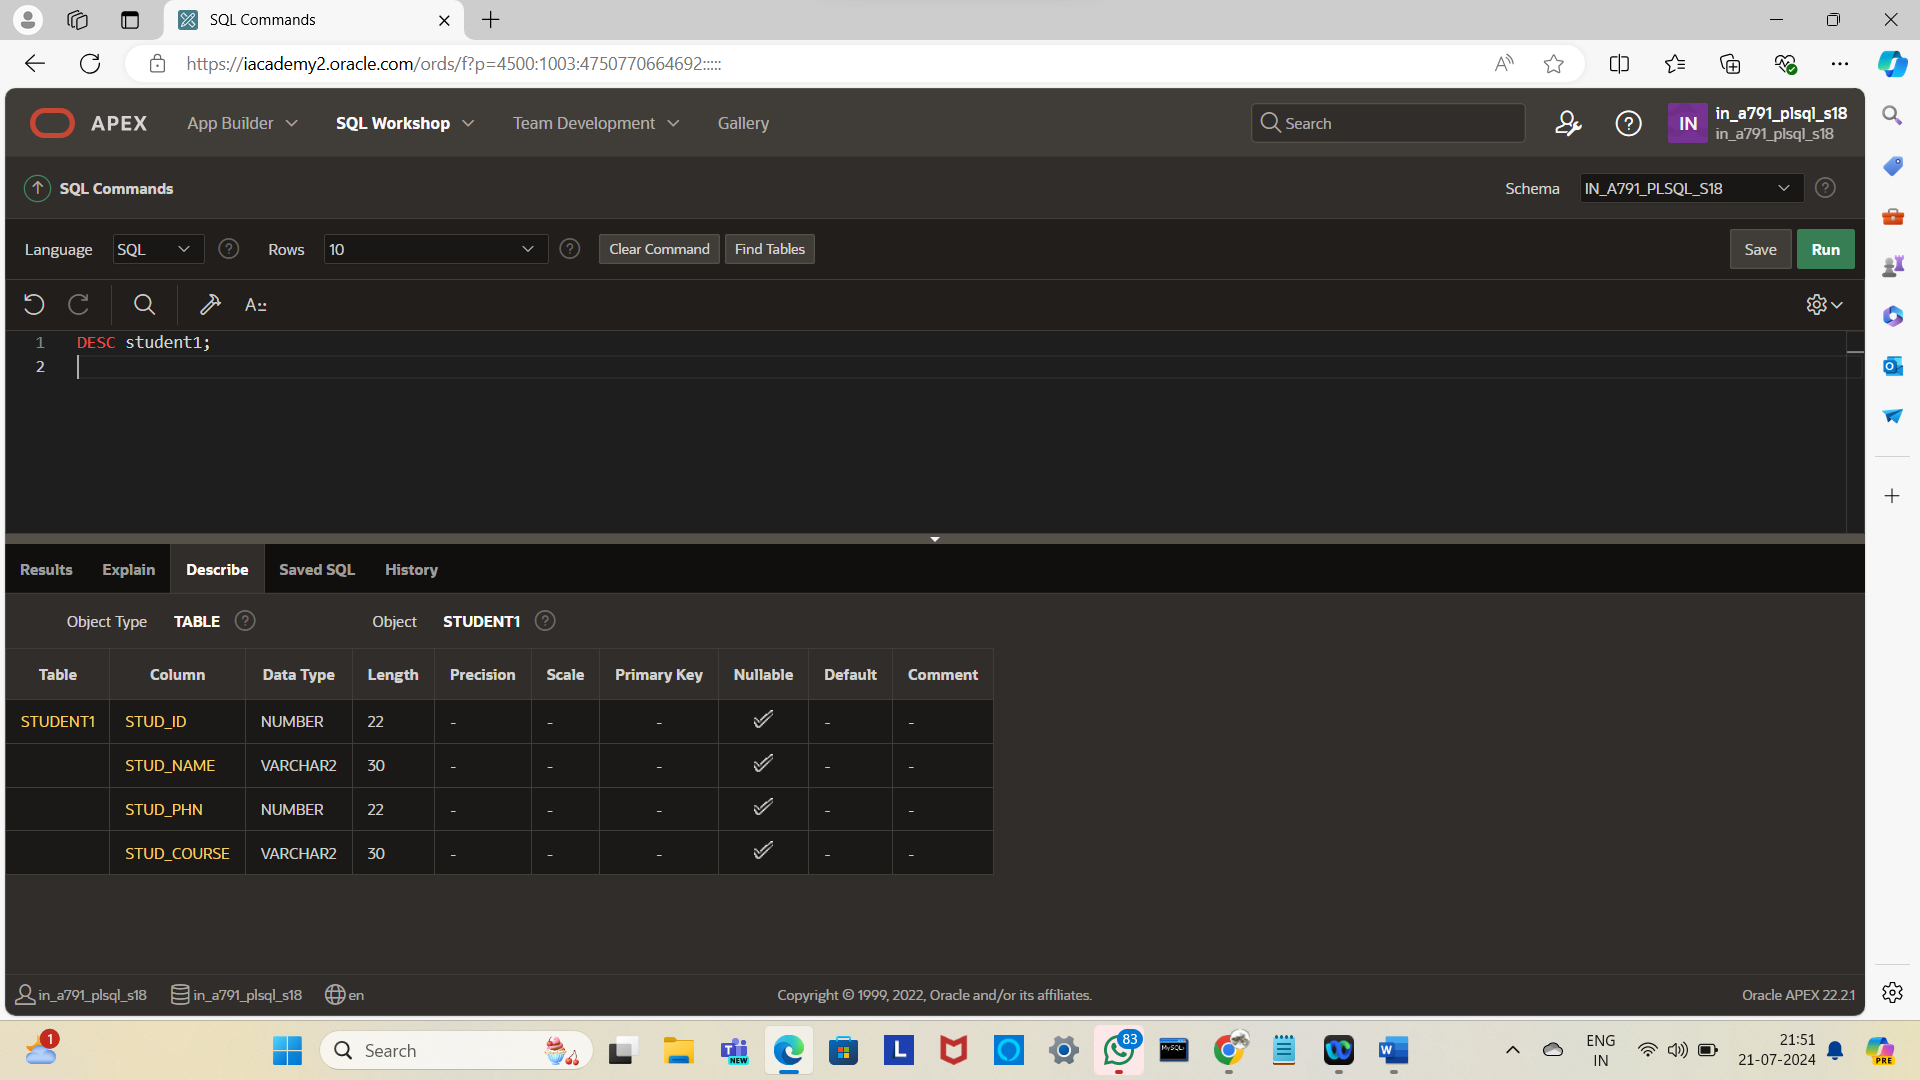 SQL Commands
https://iacademy2.oracle.com/ords/f?p=4500:1003:4750770664692:::::
APEX App Builder SQL Workshop Team Development Gallery Search IN in_a791_plsql_s18
in_a791_plsql_s18
SQL Commands Schema IN_A791_PLSQL_S18
Language SQL Rows 10 Clear Command Find Tables Save Run
A::
1 DESC student1;
2
Results Explain Describe Saved SQL History
Object Type TABLE Object STUDENT1
Table Column Data Type Length Precision Scale Primary Key Nullable Default Comment
STUDENT1 STUD_ID NUMBER 22 - - - - -
STUD_NAME VARCHAR2 30 - - - - -
STUD_PHN NUMBER 22 - - - - -
STUD_COURSE VARCHAR2 30 - - - - -
in_a791_plsql_s18 in_a791_plsql_s18 en Copyright © 1999, 2022, Oracle and/or its affiliates. Oracle APEX 22.2.1
1 Search NEW L 83 MySQL W ENG 21:51
IN 21-07-2024 PRE